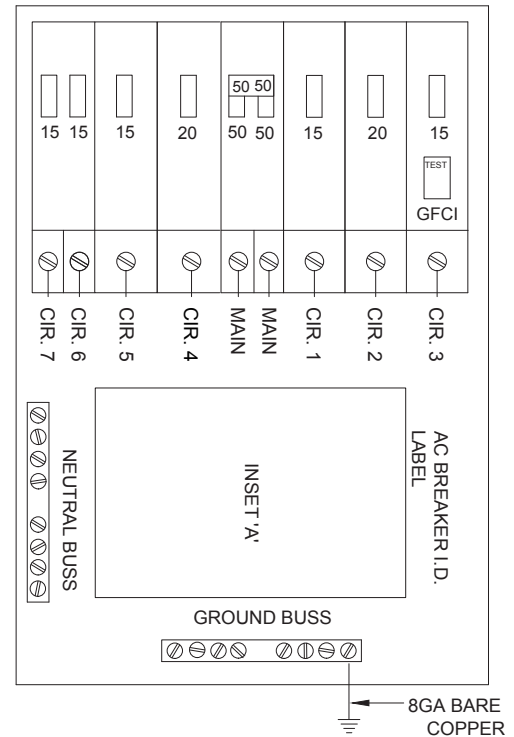 50 50
15 15 15 20 50 50 15 20 15
TEST
GFCI
CIR. 7
CIR. 6
CIR. 5
CIR. 4
MAIN
MAIN
CIR. 1
CIR. 2
CIR. 3
NEUTRAL BUSS
INSET 'A'
AC BREAKER I.D.
LABEL
GROUND BUSS
8GA BARE
COPPER